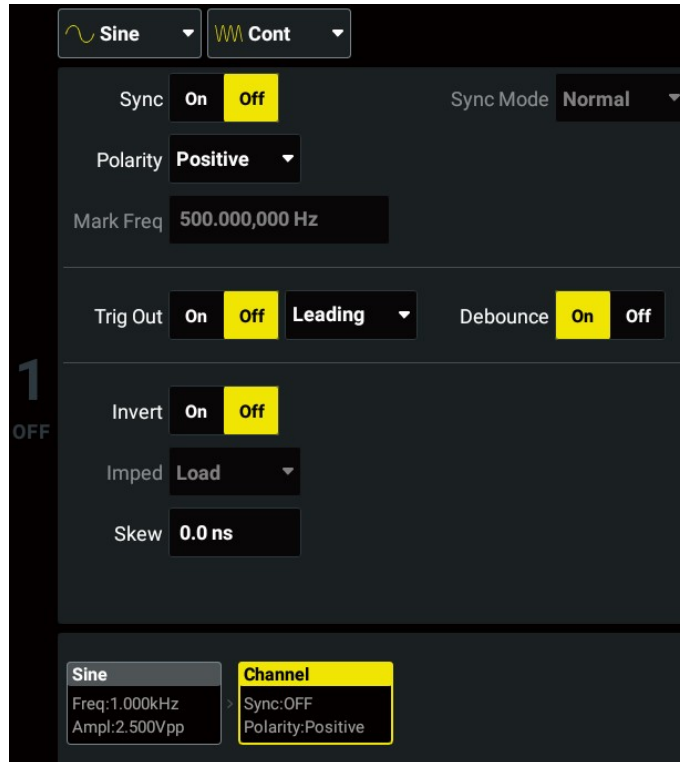 Sine Cont
Sync On Off Sync Mode Normal
Polarity Positive
Mark Freq 500.000,000 Hz
Trig Out On Off Leading Debounce On Off
1
OFF
Invert On Off
Imped Load
Skew 0.0 ns
Sine Channel
Freq:1.000kHz > Sync:OFF
Ampl:2.500Vpp Polarity:Positive